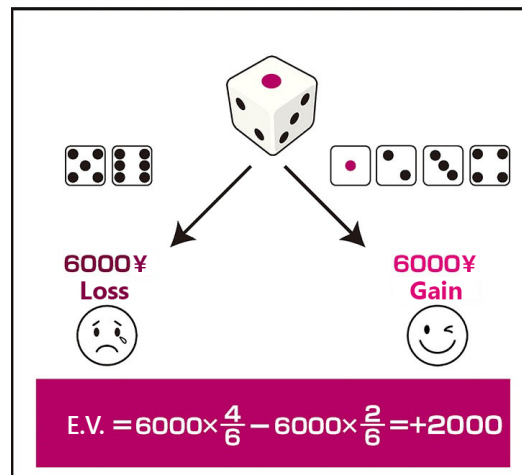 6000¥
Loss
6000¥
Gain
E.V. = 6000 × 4/6 − 6000 × 2/6 = +2000